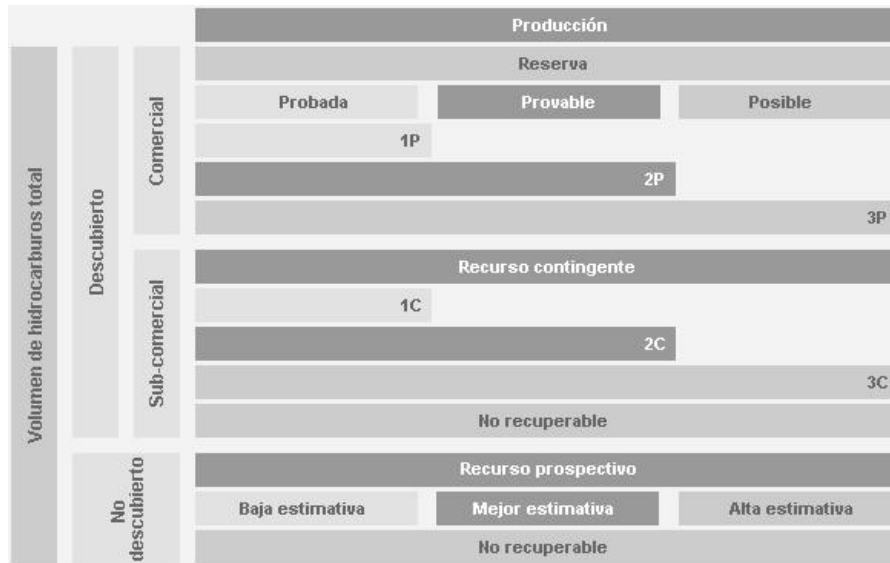 Producción
Reserva
Probada
Provable
Posible
1P
2P
3P
Recurso contingente
1C
2C
3C
No recuperable
Recurso prospectivo
Baja estimativa
Mejor estimativa
Alta estimativa
No recuperable
Volumen de hidrocarburos total
Descubierto
Comercial
Sub-comercial
No
descubierto